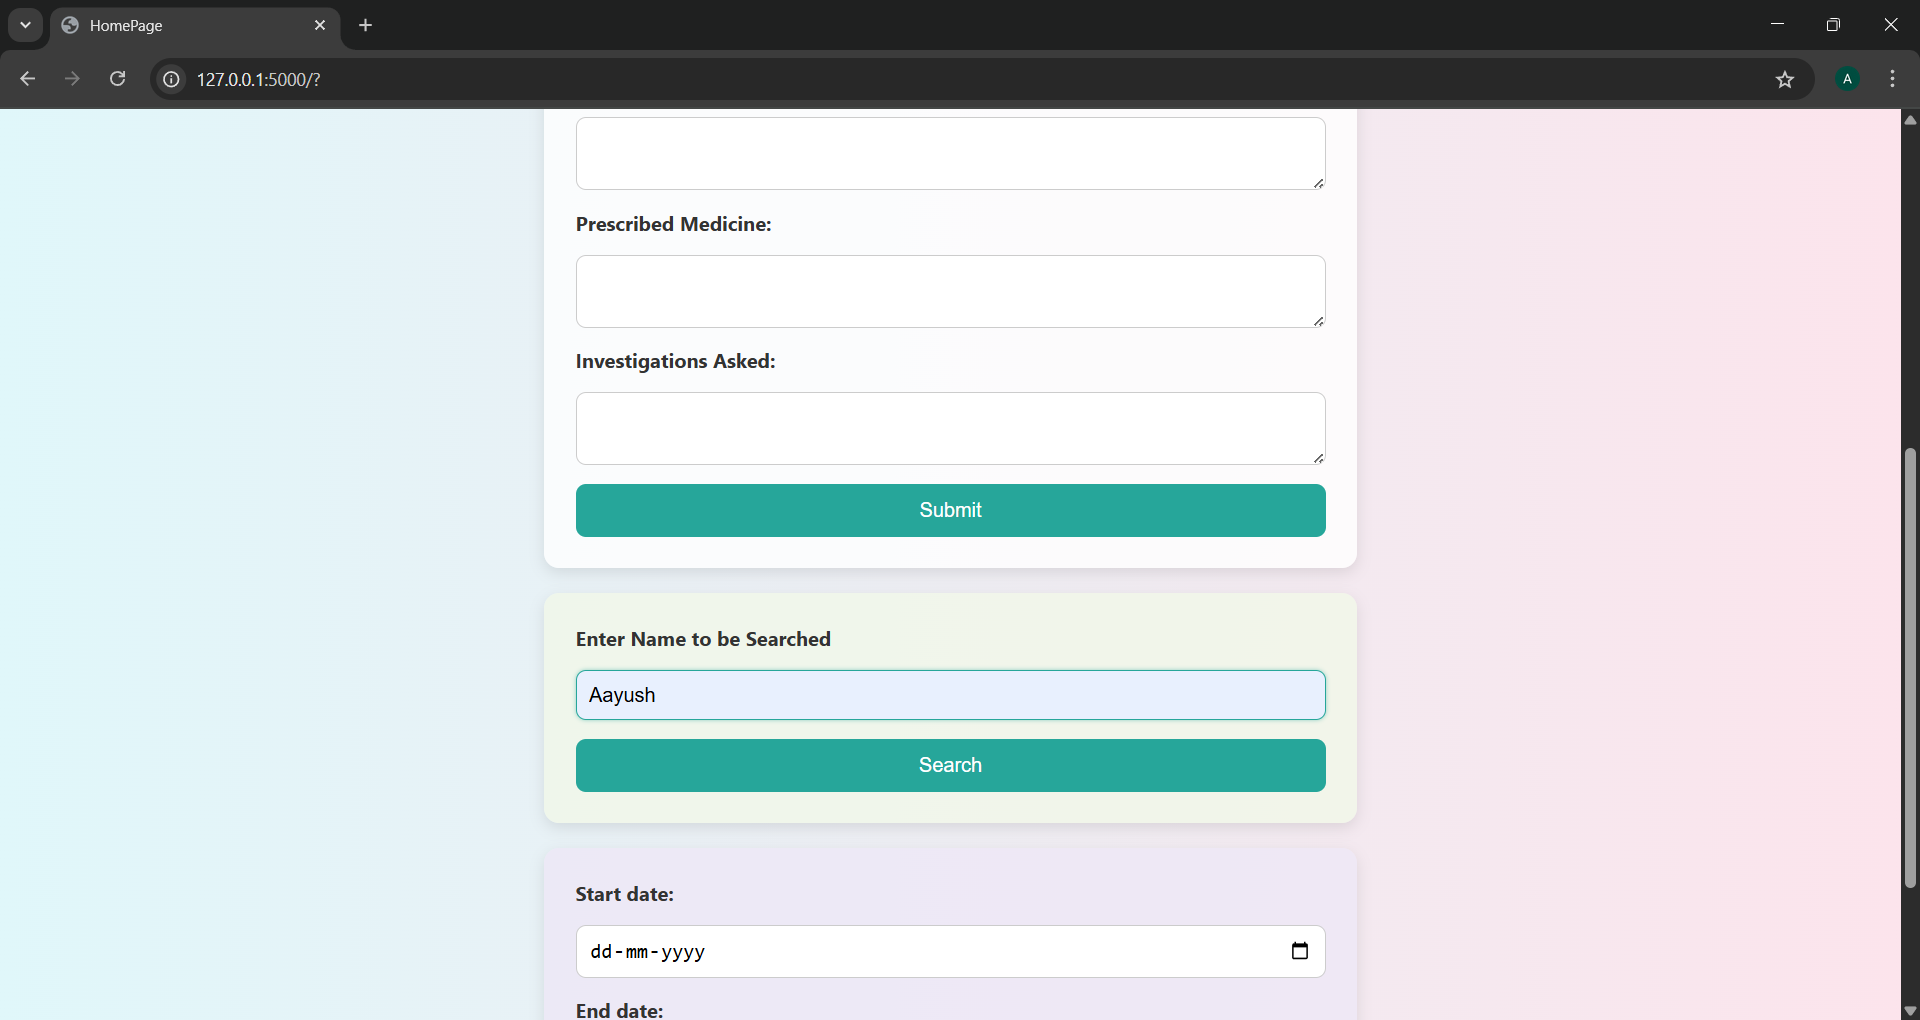 HomePage
127.0.0.1:5000/?
A
Prescribed Medicine:
Investigations Asked:
Submit
Enter Name to be Searched
Aayush
Search
Start date:
dd-mm-yyyy
End date: